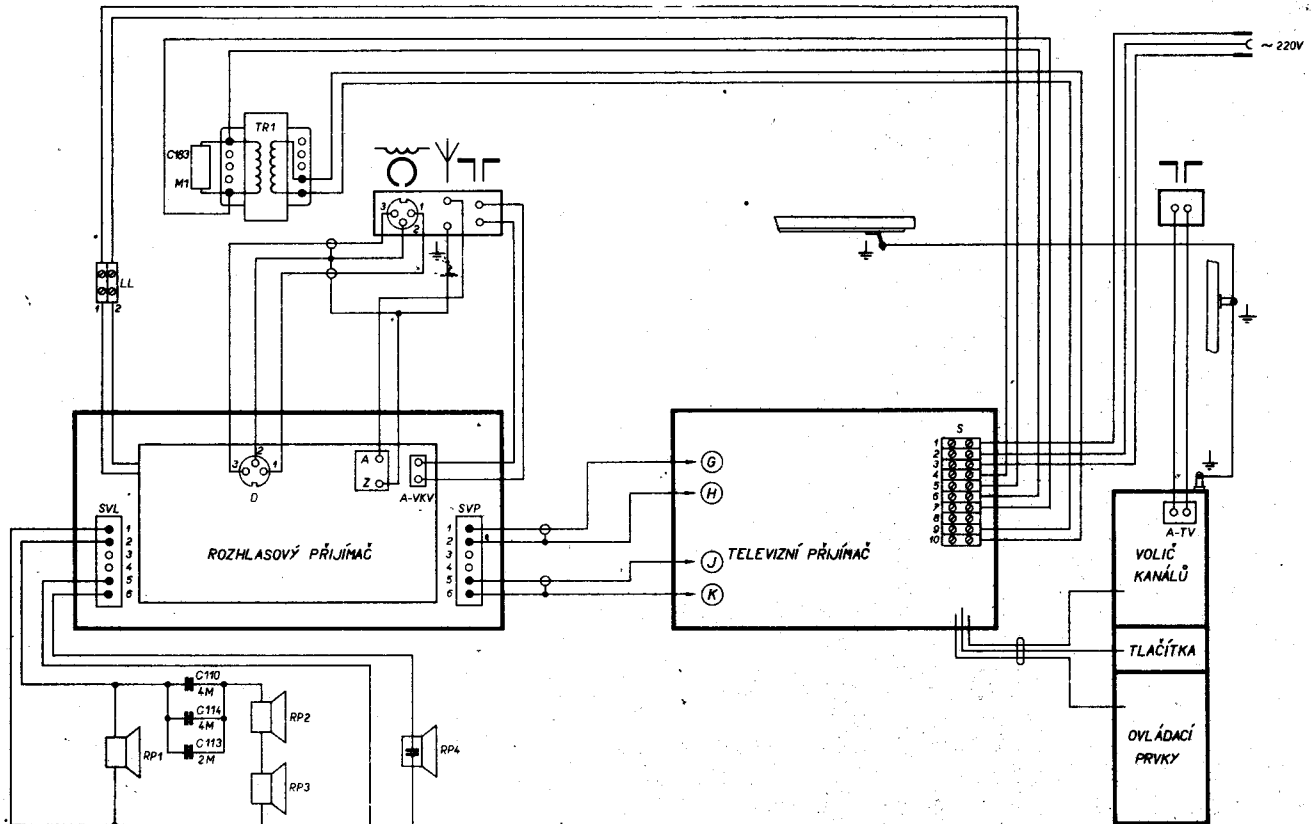 ~ 220V
TR1
C163
M1
3 1
2
LL
1 2
S
1
2
3
4
5
6
7
8
9
10
2
3 1
D
A
Z
A-VKV
G
H
J
K
SVL
1
2
3
4
5
6
SVP
1
2
3
4
5
6
ROZHLASOVÝ PŘIJÍMAČ
TELEVIZNÍ PŘIJÍMAČ
A-TV
VOLIČ
KANÁLŮ
TLAČÍTKA
OVLÁDACÍ
PRVKY
C110
4M
C114
4M
C113
2M
RP1
RP2
RP3
RP4